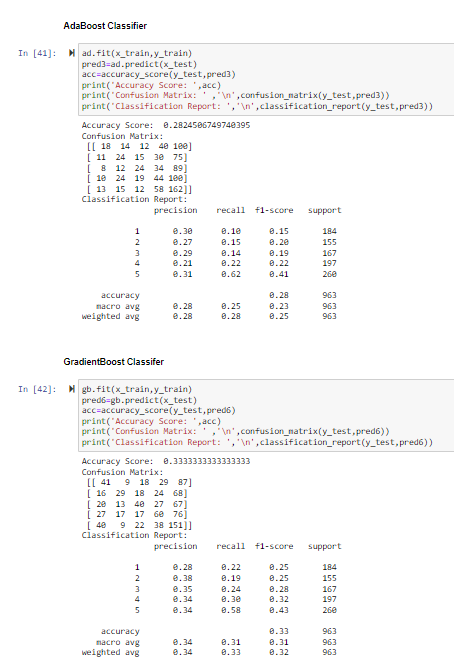 AdaBoost Classifier
In [41]: ad.fit(x_train,y_train)
pred3=ad.predict(x_test)
acc=accuracy_score(y_test,pred3)
print('Accuracy Score: ',acc)
print('Confusion Matrix: ' ,'\n',confusion_matrix(y_test,pred3))
print('Classification Report: ','\n',classification_report(y_test,pred3))
Accuracy Score:  0.2824506749740395
Confusion Matrix:
[[ 18  14  12  40 100]
[ 11  24  15  30  75]
[  8  12  24  34  89]
[ 10  24  19  44 100]
[ 13  15  12  58 162]]
Classification Report:
precision    recall  f1-score   support
1       0.30      0.10      0.15       184
2       0.27      0.15      0.20       155
3       0.29      0.14      0.19       167
4       0.21      0.22      0.22       197
5       0.31      0.62      0.41       260
accuracy                           0.28       963
macro avg       0.28      0.25      0.23       963
weighted avg       0.28      0.28      0.25       963
GradientBoost Classifer
In [42]: gb.fit(x_train,y_train)
pred6=gb.predict(x_test)
acc=accuracy_score(y_test,pred6)
print('Accuracy Score: ',acc)
print('Confusion Matrix: ' ,'\n',confusion_matrix(y_test,pred6))
print('Classification Report: ','\n',classification_report(y_test,pred6))
Accuracy Score:  0.3333333333333333
Confusion Matrix:
[[ 41   9  18  29  87]
[ 16  29  18  24  68]
[ 20  13  40  27  67]
[ 27  17  17  60  76]
[ 40   9  22  38 151]]
Classification Report:
precision    recall  f1-score   support
1       0.28      0.22      0.25       184
2       0.38      0.19      0.25       155
3       0.35      0.24      0.28       167
4       0.34      0.30      0.32       197
5       0.34      0.58      0.43       260
accuracy                           0.33       963
macro avg       0.34      0.31      0.31       963
weighted avg       0.34      0.33      0.32       963